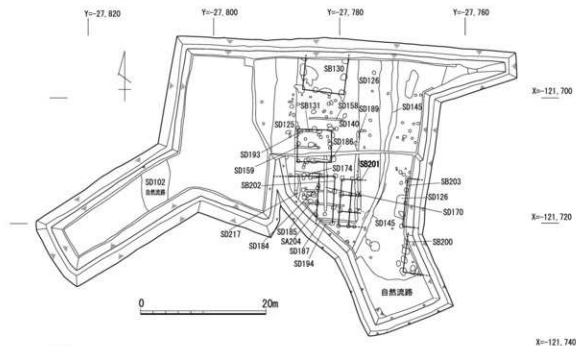 Y=-27,820
Y=-27,800
Y=-27,780
Y=-27,760
X=-121,700
X=-121,720
X=-121,740
SB130
SD126
SB131
SD158
SD189
SD145
SD125
SD140
SD193
SD186
SB201
SD159
SD174
SB202
SB203
SD126
SD102
自然流路
SD170
SD145
SD217
SD185
SD184
SA204
SB200
SD187
SD194
自然流路
0
20m